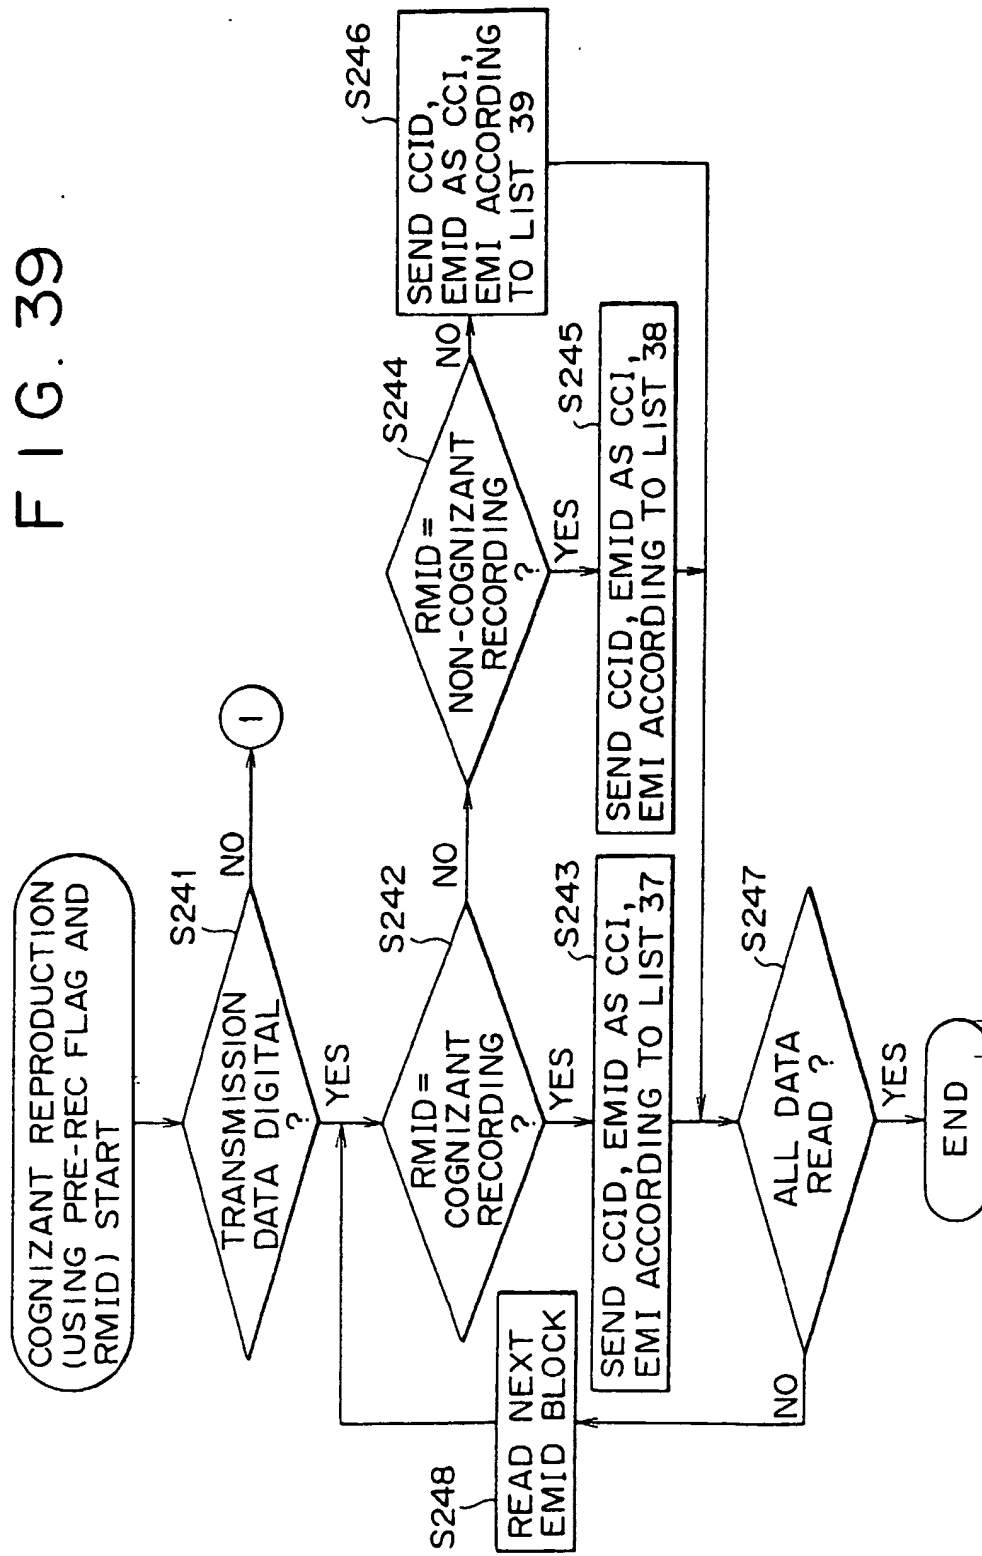 FIG. 39
COGNIZANT REPRODUCTION
(USING PRE-REC FLAG AND
RMID) START
S241
TRANSMISSION
DATA DIGITAL
?
NO
1
YES
S242
RMID=
COGNIZANT
RECORDING
?
NO
YES
S244
RMID=
NON-COGNIZANT
RECORDING
?
NO
YES
S246
SEND CCID,
EMID AS CCI,
EMI ACCORDING
TO LIST 39
S243
SEND CCID, EMID AS CCI,
EMI ACCORDING TO LIST 37
S245
SEND CCID, EMID AS CCI,
EMI ACCORDING TO LIST 38
S247
ALL DATA
READ ?
NO
YES
S248
READ NEXT
EMID BLOCK
END